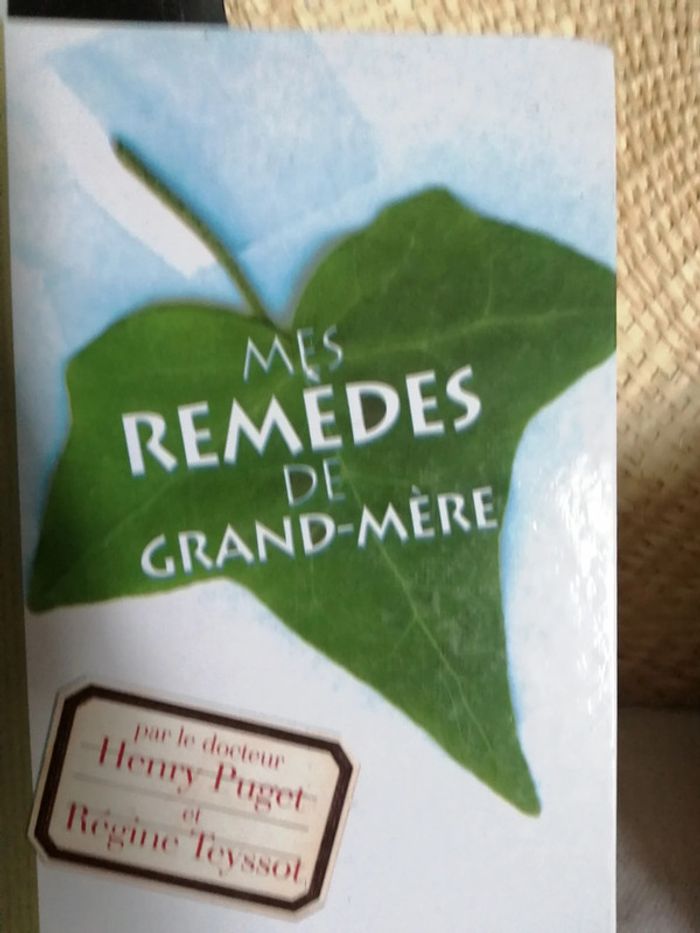 MES
REMÈDES
DE
GRAND-MÈRE
par le docteur
Henry Puget
et
Régine Teyssot